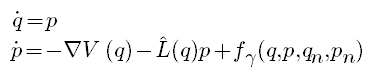 q̇=p
ṗ=−∇V (q)−L̂(q)p+f_γ(q,p,q_n,p_n)